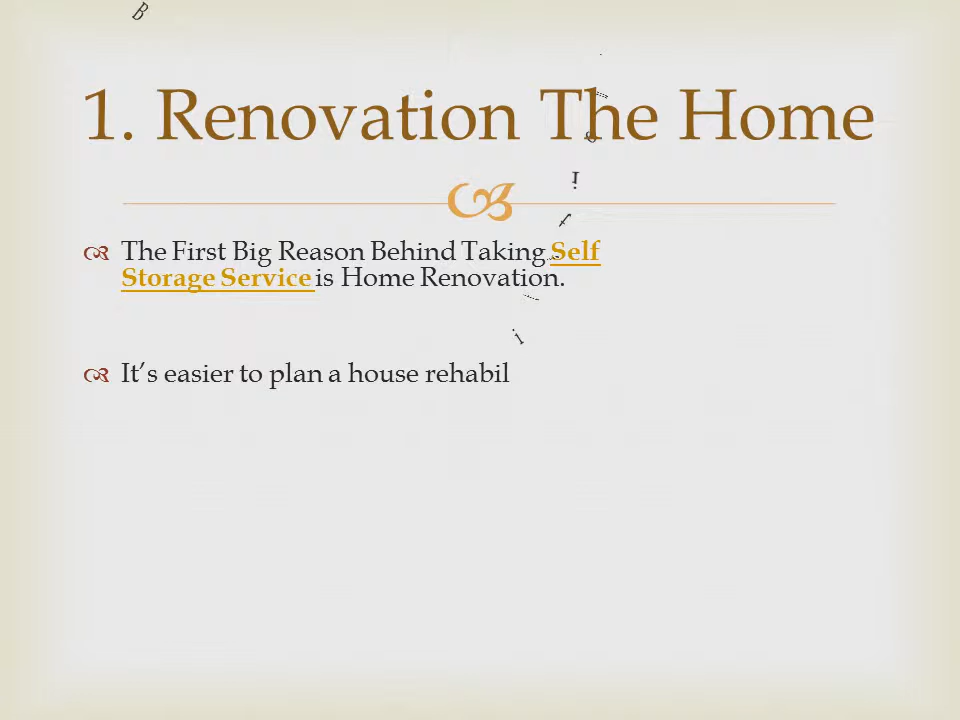 B
1. Renovation The Home
The First Big Reason Behind Taking Self
Storage Service is Home Renovation.
It’s easier to plan a house rehabil
i